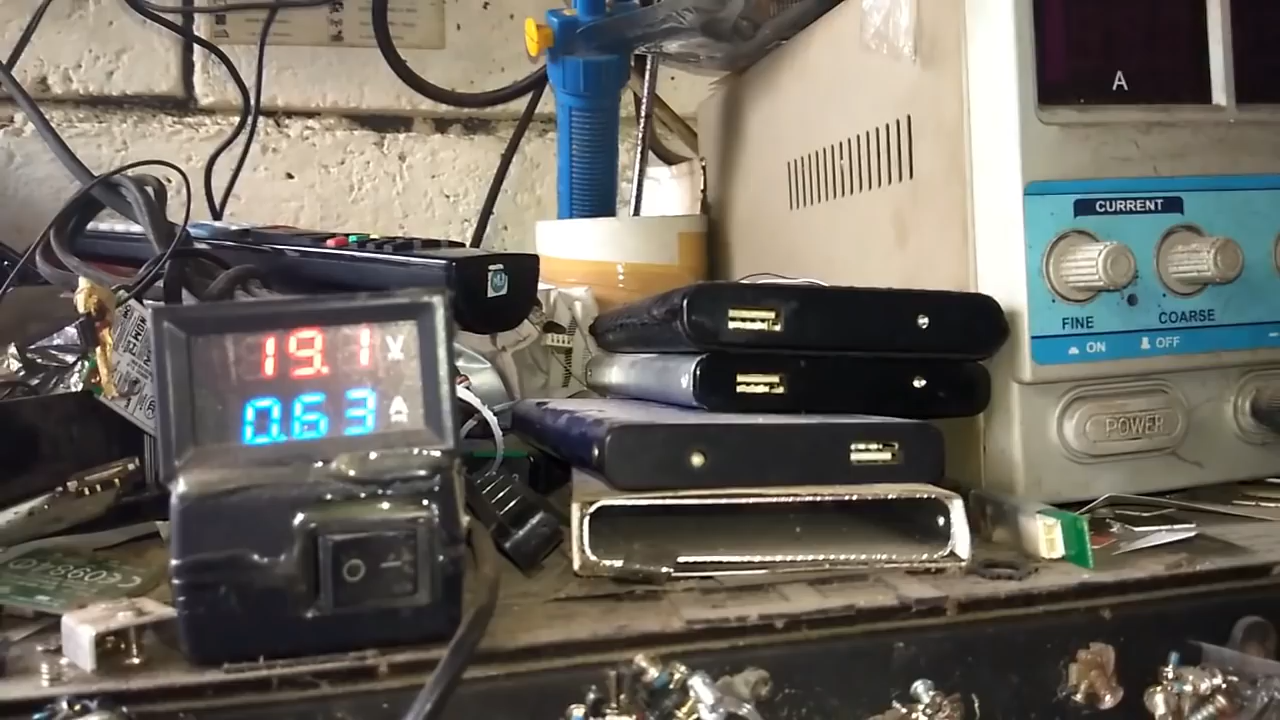 A
CURRENT
FINE
COARSE
ON
OFF
POWER
19.1 V
0.63 A